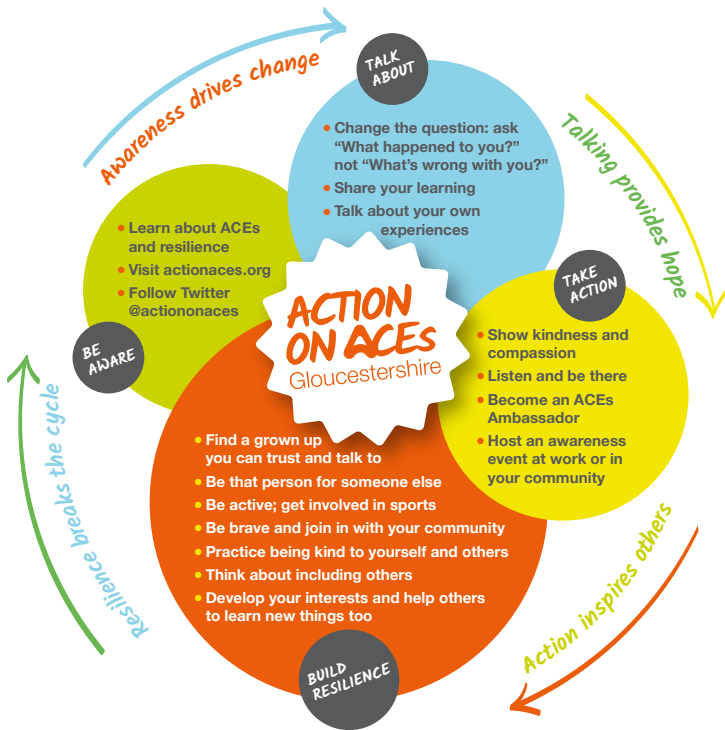 Awareness drives change
TALK
ABOUT
• Change the question: ask
“What happened to you?”
not “What’s wrong with you?”
• Share your learning
• Talk about your own
experiences
Talking provides hope
TAKE
ACTION
• Show kindness and
compassion
• Listen and be there
• Become an ACEs
Ambassador
• Host an awareness
event at work or in
your community
Action inspires others
ACTION
ON ACEs
Gloucestershire
• Find a grown up
you can trust and talk to
• Be that person for someone else
• Be active; get involved in sports
• Be brave and join in with your community
• Practice being kind to yourself and others
• Think about including others
• Develop your interests and help others
to learn new things too
BUILD
RESILIENCE
Resilience breaks the cycle
BE
AWARE
• Learn about ACEs
and resilience
• Visit actionaces.org
• Follow Twitter
@actiononaces